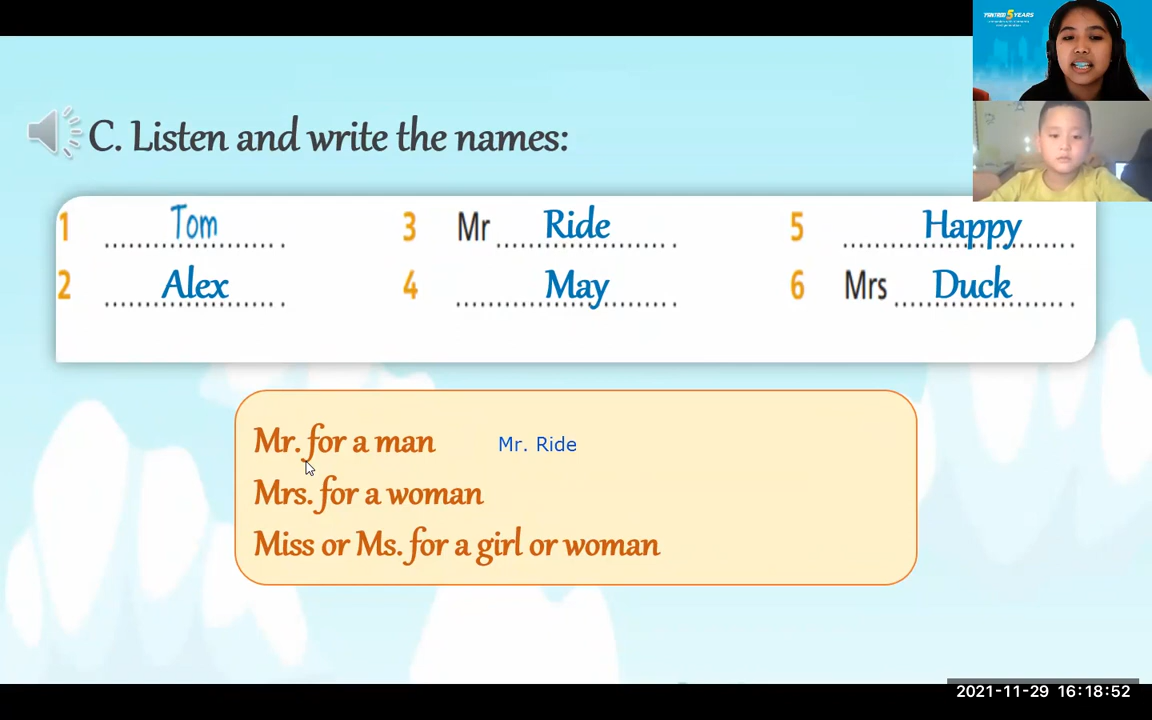 5 YEARS
C. Listen and write the names:
1 Tom 3 Mr Ride 5 Happy
2 Alex 4 May 6 Mrs Duck
Mr. for a man Mr. Ride
Mrs. for a woman
Miss or Ms. for a girl or woman
2021-11-29 16:18:52